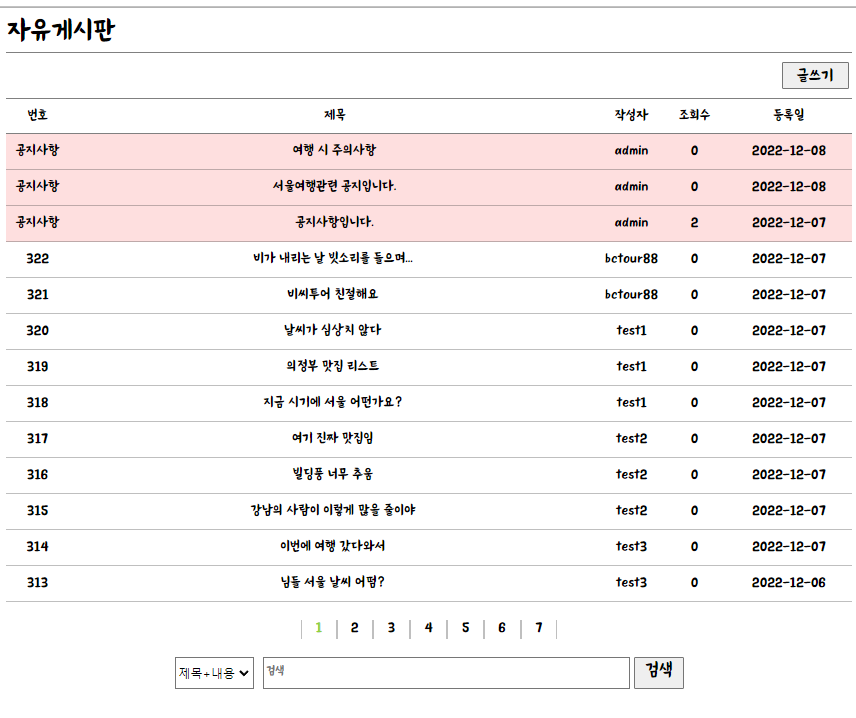 자유게시판
글쓰기
번호 제목 작성자 조회수 등록일
공지사항 여행 시 주의사항 admin 0 2022-12-08
공지사항 서울여행관련 공지입니다. admin 0 2022-12-08
공지사항 공지사항입니다. admin 2 2022-12-07
322 비가 내리는 날 빗소리를 들으며... bctour88 0 2022-12-07
321 비씨투어 친절해요 bctour88 0 2022-12-07
320 날씨가 심상치 않다 test1 0 2022-12-07
319 의정부 맛집 리스트 test1 0 2022-12-07
318 지금 시기에 서울 어떤가요? test1 0 2022-12-07
317 여기 진짜 맛집임 test2 0 2022-12-07
316 빌딩풍 너무 추움 test2 0 2022-12-07
315 강남의 사람이 이렇게 많을 줄이야 test2 0 2022-12-07
314 이번에 여행 갔다와서 test3 0 2022-12-07
313 님들 서울 날씨 어떰? test3 0 2022-12-06
1 2 3 4 5 6 7
제목+내용 검색 검색